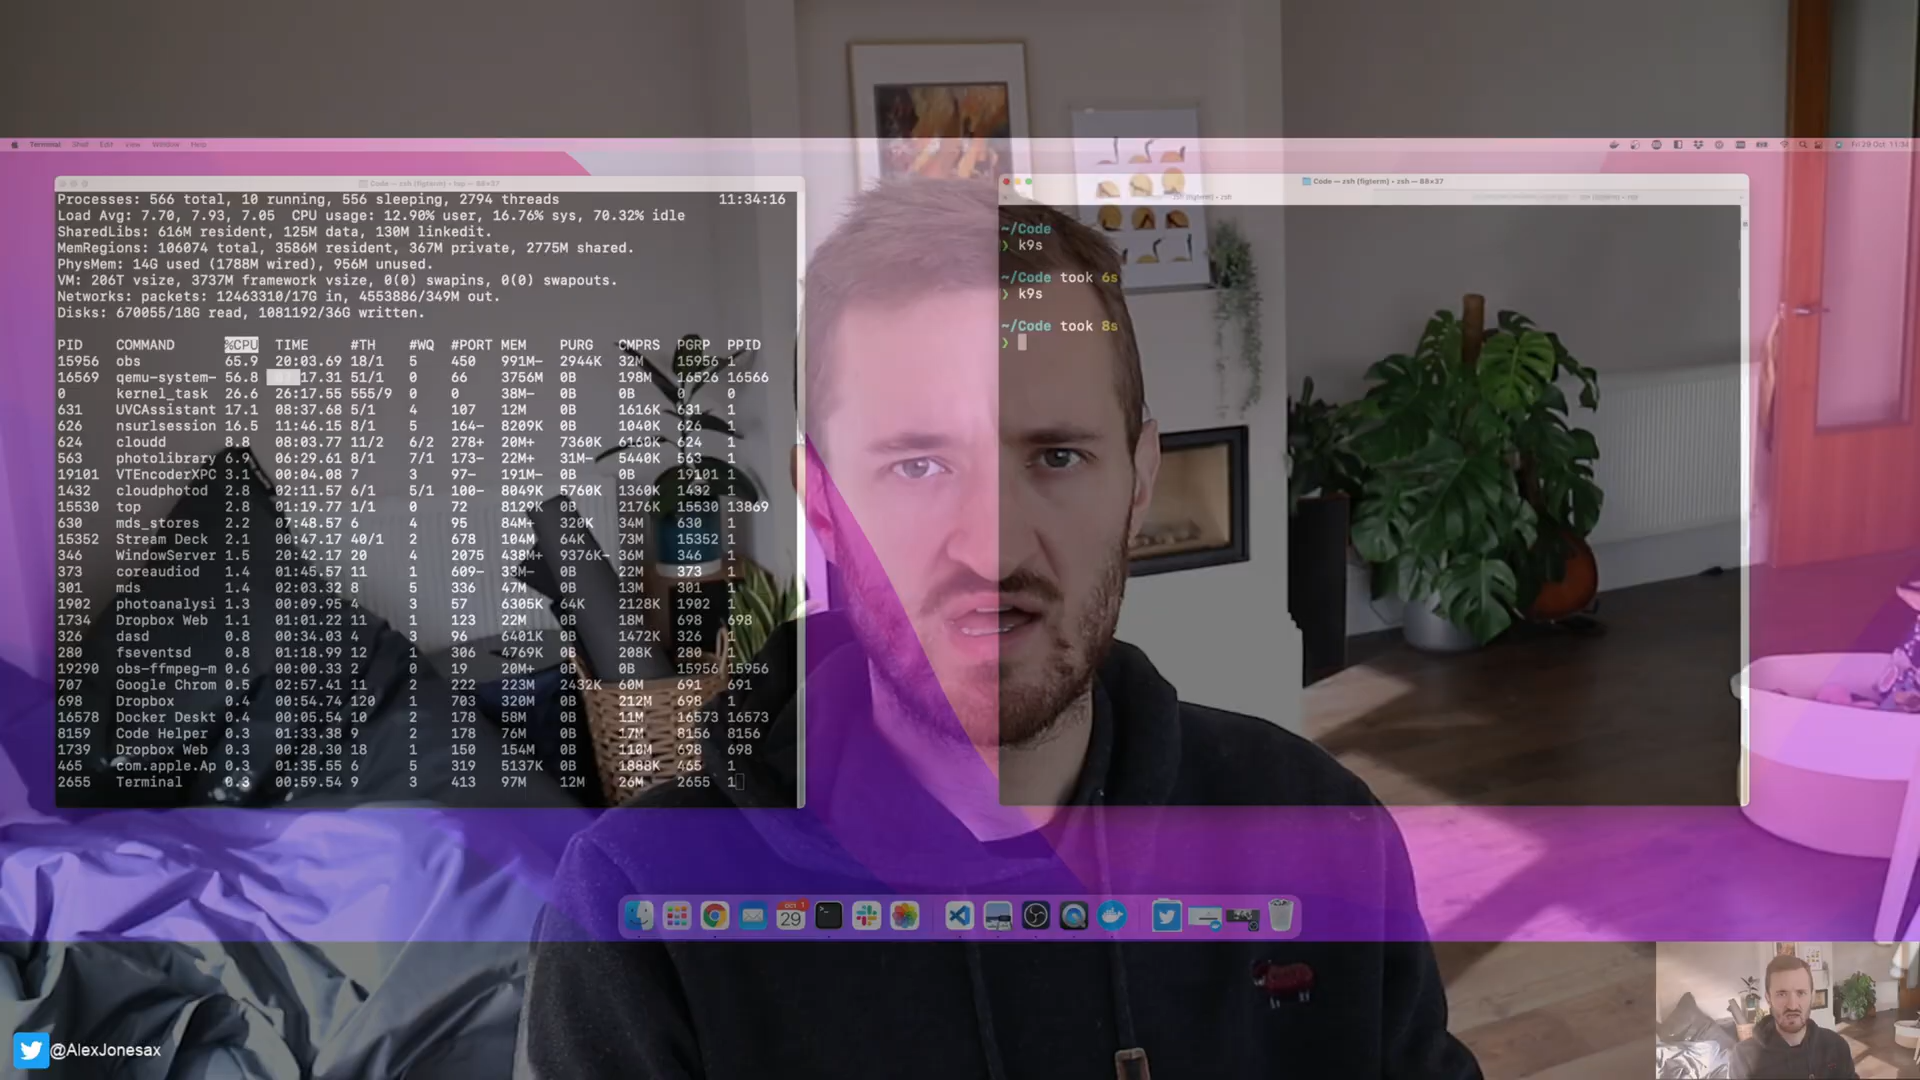 Terminal Shell Edit View Window Help
Fri 29 Oct 11:34
Code — zsh (figterm) • top — 88×37
Processes: 566 total, 10 running, 556 sleeping, 2794 threads 11:34:16
Load Avg: 7.70, 7.93, 7.05 CPU usage: 12.90% user, 16.76% sys, 70.32% idle
SharedLibs: 616M resident, 125M data, 130M linkedit.
MemRegions: 106074 total, 3586M resident, 367M private, 2775M shared.
PhysMem: 14G used (1788M wired), 956M unused.
VM: 206T vsize, 3737M framework vsize, 0(0) swapins, 0(0) swapouts.
Networks: packets: 12463310/17G in, 4553886/349M out.
Disks: 670055/18G read, 1081192/36G written.
PID COMMAND %CPU TIME #TH #WQ #PORT MEM PURG CMPRS PGRP PPID
15956 obs 65.9 20:03.69 18/1 5 450 991M- 2944K 32M 15956 1
16569 qemu-system- 56.8 17.31 51/1 0 66 3756M 0B 198M 16526 16566
0 kernel_task 26.6 26:17.55 555/9 0 0 38M- 0B 0B 0 0
631 UVCAssistant 17.1 08:37.68 5/1 4 107 12M 0B 1616K 631 1
626 nsurlsession 16.5 11:46.15 8/1 5 164- 8209K 0B 1040K 626 1
624 cloudd 8.8 08:03.77 11/2 6/2 278+ 20M+ 7360K 6160K 624 1
563 photolibrary 6.9 06:29.61 8/1 7/1 173- 22M+ 31M- 5440K 563 1
19101 VTEncoderXPC 3.1 00:04.08 7 3 97- 191M- 0B 0B 19101 1
1432 cloudphotod 2.8 02:11.57 6/1 5/1 100- 8049K 5760K 1360K 1432 1
15530 top 2.8 01:19.77 1/1 0 72 8129K 0B 2176K 15530 13869
630 mds_stores 2.2 07:48.57 6 4 95 84M+ 320K 34M 630 1
15352 Stream Deck 2.1 00:47.17 40/1 2 678 104M 64K 73M 15352 1
346 WindowServer 1.5 20:42.17 20 4 2075 438M+ 9376K- 36M 346 1
373 coreaudiod 1.4 01:45.57 11 1 609- 33M- 0B 22M 373 1
301 mds 1.4 02:03.32 8 5 336 47M 0B 13M 301 1
1902 photoanalysi 1.3 00:09.95 4 3 57 6305K 64K 2128K 1902 1
1734 Dropbox Web 1.1 01:01.22 11 1 123 22M 0B 18M 698 698
326 dasd 0.8 00:34.03 4 3 96 6401K 0B 1472K 326 1
280 fseventsd 0.8 01:18.99 12 1 306 4769K 0B 208K 280 1
19290 obs-ffmpeg-m 0.6 00:00.33 2 0 19 20M+ 0B 0B 15956 15956
707 Google Chrom 0.5 02:57.41 11 2 222 223M 2432K 60M 691 691
698 Dropbox 0.4 00:54.74 120 1 703 320M 0B 212M 698 1
16578 Docker Deskt 0.4 00:05.54 10 2 178 58M 0B 11M 16573 16573
8159 Code Helper 0.3 01:33.38 9 2 178 76M 0B 17M 8156 8156
1739 Dropbox Web 0.3 00:28.30 18 1 150 154M 0B 110M 698 698
465 com.apple.Ap 0.3 01:35.55 6 5 319 5137K 0B 1888K 465 1
2655 Terminal 0.3 00:59.54 9 3 413 97M 12M 26M 2655 1
Code — zsh (figterm) • zsh — 88×37
~/Code
❯ k9s
~/Code took 6s
❯ k9s
~/Code took 8s
❯
OCT 1
29
@AlexJonesax